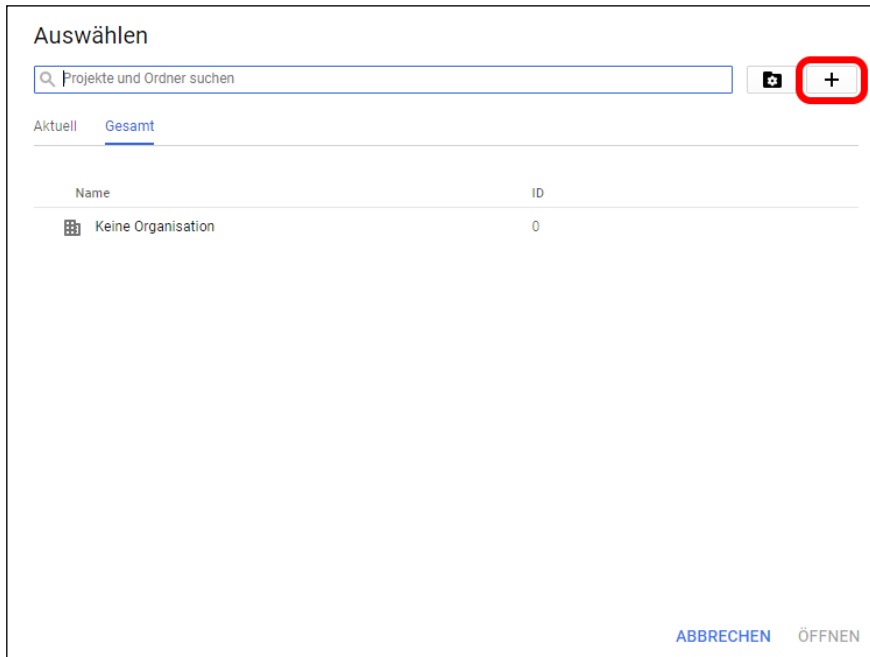 Auswählen
Projekte und Ordner suchen
Aktuell Gesamt
Name ID
Keine Organisation 0
ABBRECHEN ÖFFNEN